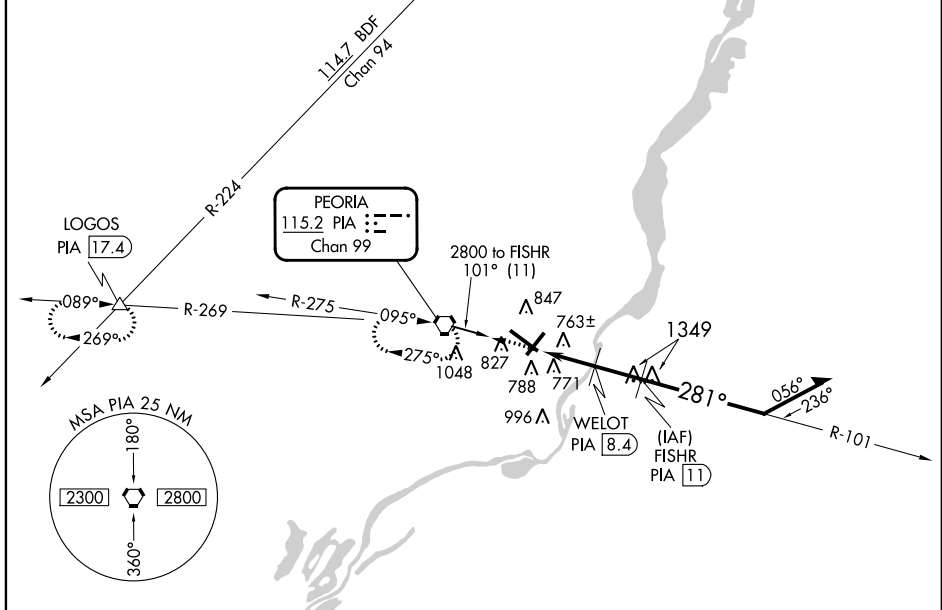 114.7 BDF
Chan 94
R-224
PEORIA
115.2 PIA
Chan 99
LOGOS
PIA 17.4
2800 to FISHR
101° (11)
089°
269°
R-269
R-275
095°
275°
1048
827
847
763±
788
771
996
1349
281°
056°
236°
R-101
WELOT
PIA 8.4
(IAF)
FISHR
PIA 11
MSA PIA 25 NM
180°
2300
2800
360°